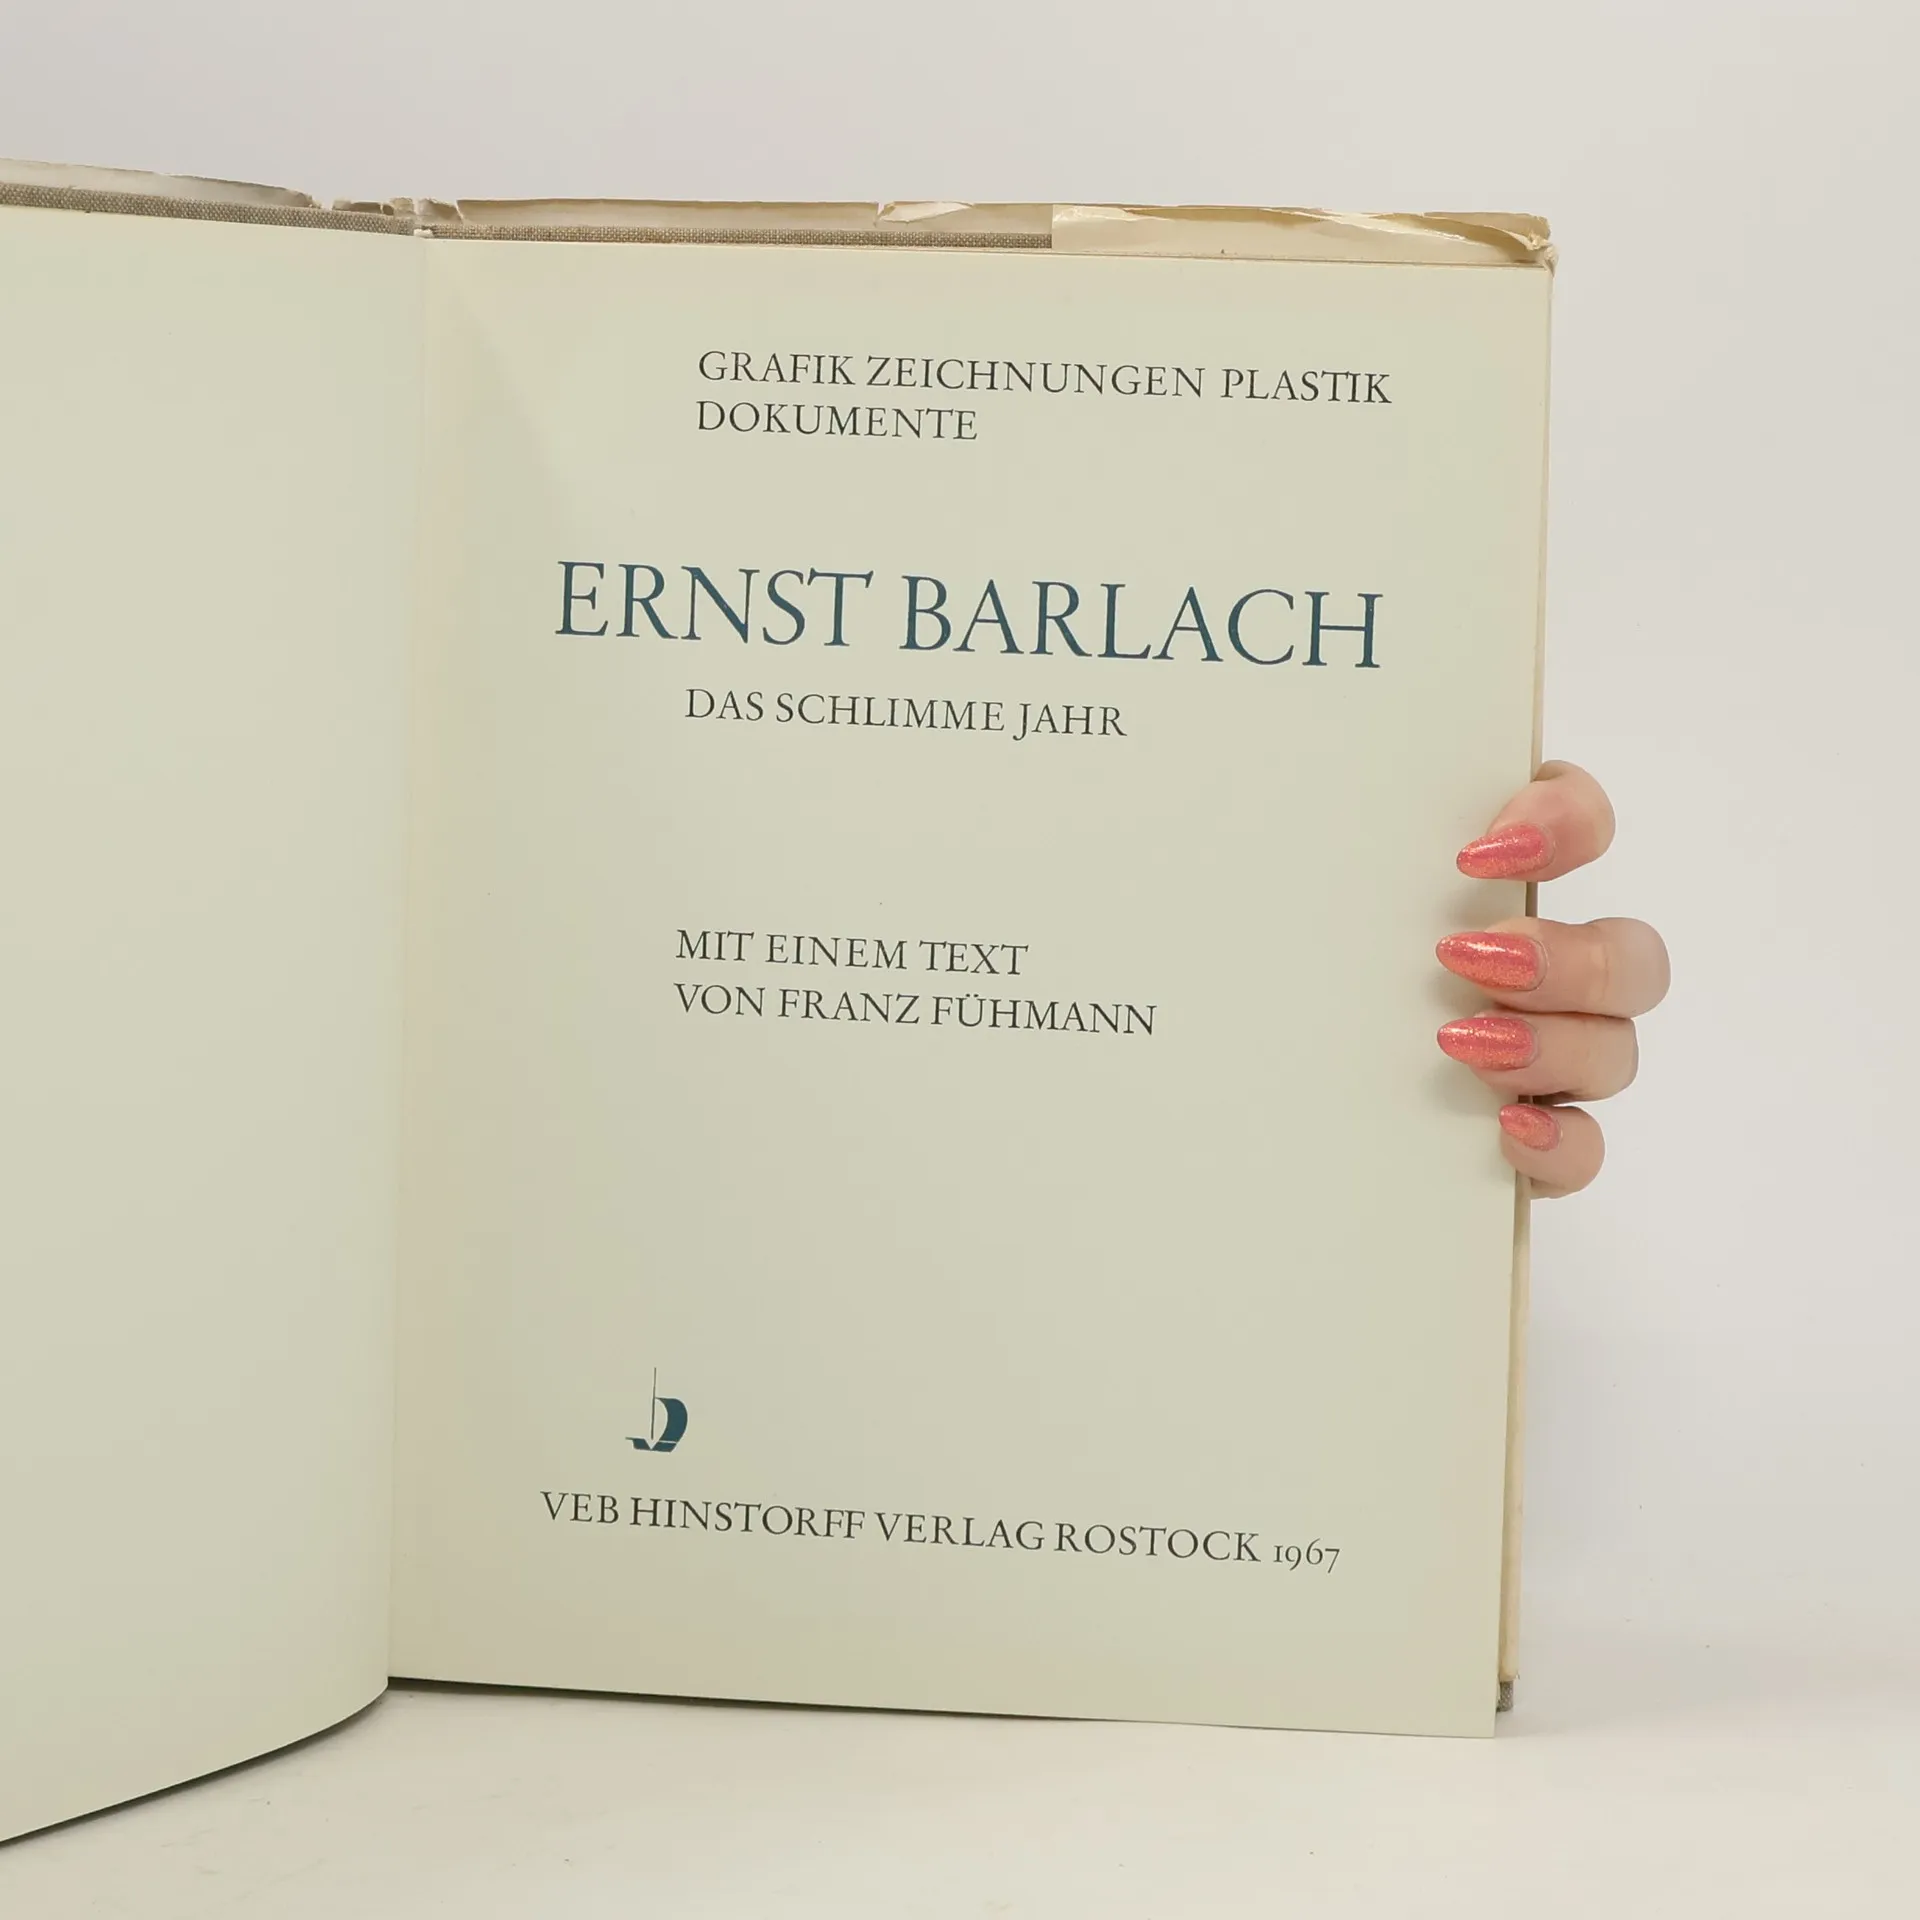 GRAFIK ZEICHNUNGEN PLASTIK
DOKUMENTE
ERNST BARLACH
DAS SCHLIMME JAHR
MIT EINEM TEXT
VON FRANZ FÜHMANN
VEB HINSTORFF VERLAG ROSTOCK 1967